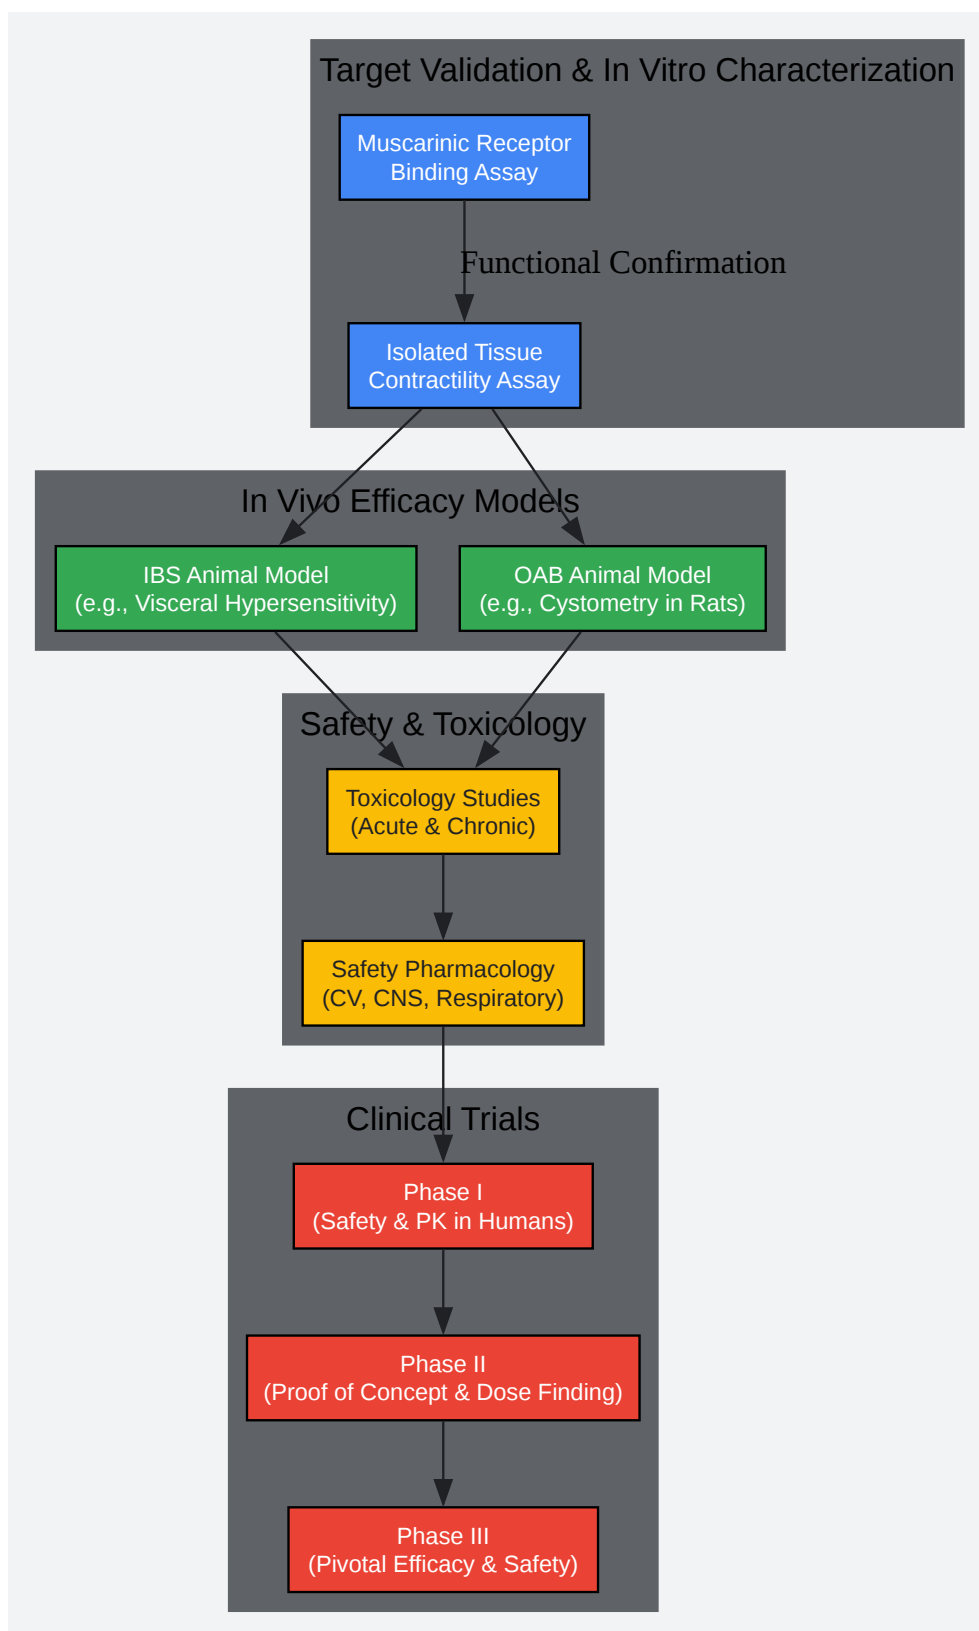 Target Validation & In Vitro Characterization
Muscarinic Receptor
Binding Assay
Functional Confirmation
Isolated Tissue
Contractility Assay
In Vivo Efficacy Models
IBS Animal Model
(e.g., Visceral Hypersensitivity)
OAB Animal Model
(e.g., Cystometry in Rats)
Safety & Toxicology
Toxicology Studies
(Acute & Chronic)
Safety Pharmacology
(CV, CNS, Respiratory)
Clinical Trials
Phase I
(Safety & PK in Humans)
Phase II
(Proof of Concept & Dose Finding)
Phase III
(Pivotal Efficacy & Safety)